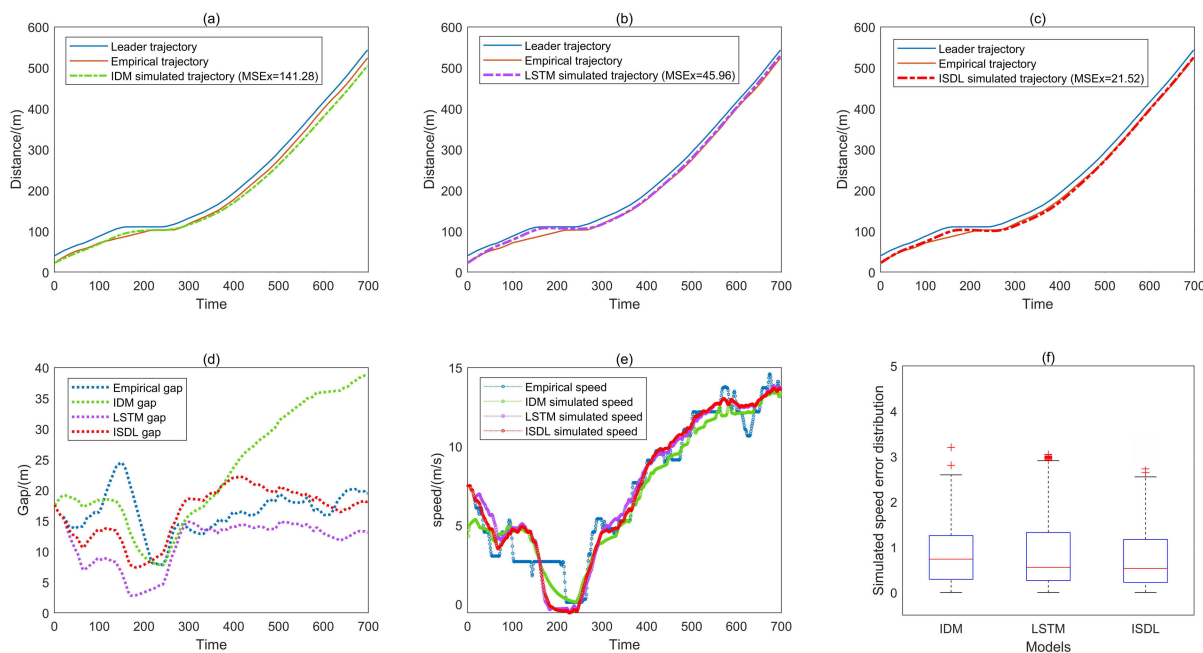 (a)
600
500
400
300
200
100
0
Distance/(m)
Leader trajectory
Empirical trajectory
IDM simulated trajectory (MSEx=141.28)
0 100 200 300 400 500 600 700
Time
(b)
600
500
400
300
200
100
0
Distance/(m)
Leader trajectory
Empirical trajectory
LSTM simulated trajectory (MSEx=45.96)
0 100 200 300 400 500 600 700
Time
(c)
600
500
400
300
200
100
0
Distance/(m)
Leader trajectory
Empirical trajectory
ISDL simulated trajectory (MSEx=21.52)
0 100 200 300 400 500 600 700
Time
(d)
40
35
30
25
20
15
10
5
0
Gap/(m)
Empirical gap
IDM gap
LSTM gap
ISDL gap
0 100 200 300 400 500 600 700
Time
(e)
15
10
5
0
speed/(m/s)
Empirical speed
IDM simulated speed
LSTM simulated speed
ISDL simulated speed
0 100 200 300 400 500 600 700
Time
(f)
5
4
3
2
1
0
Simulated speed error distribution
IDM LSTM ISDL
Models